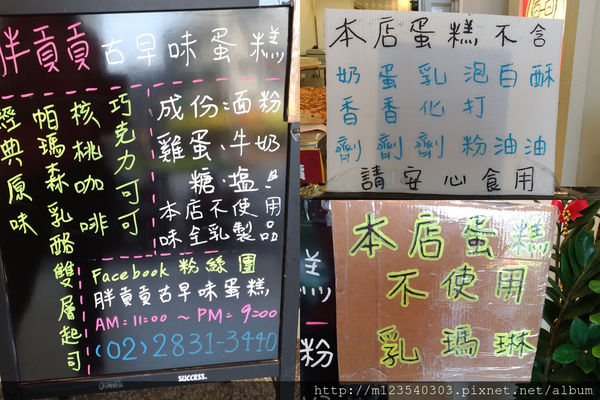 胖貢貢古早味蛋糕
巧克力可可
核桃咖啡
帕瑪森乳酪雙層起司
經典原味
成份:麵粉
雞蛋、牛奶
糖、塩
本店不使用
味全乳製品
Facebook 粉絲團
胖貢貢古早味蛋糕
AM=11:00 ~ PM= 9:00
(02)2831-3440
SUCCESS.
本店蛋糕不含
奶香劑
蛋香劑
乳化劑
泡打粉
白油
酥油
請安心食用
本店蛋糕
不使用
乳瑪琳
糕
粉
http://m123540303.pixnet.net/album